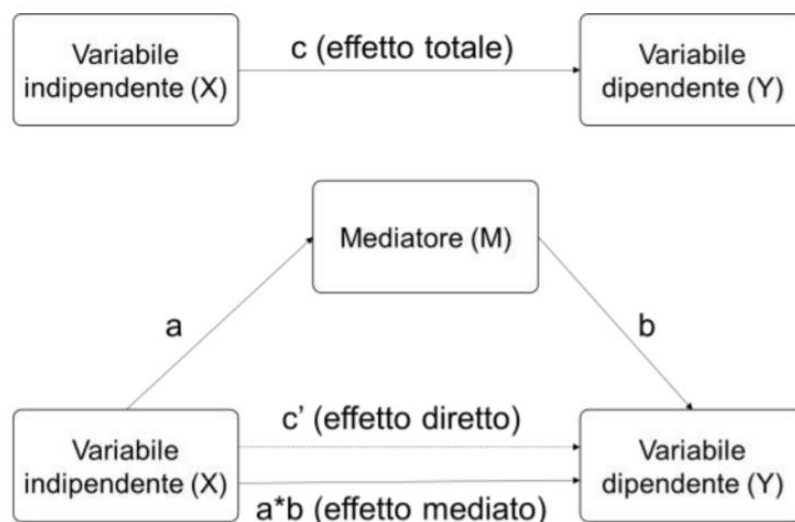 Variabile
indipendente (X)
c (effetto totale)
Variabile
dipendente (Y)
Mediatore (M)
a
b
Variabile
indipendente (X)
c' (effetto diretto)
a*b (effetto mediato)
Variabile
dipendente (Y)